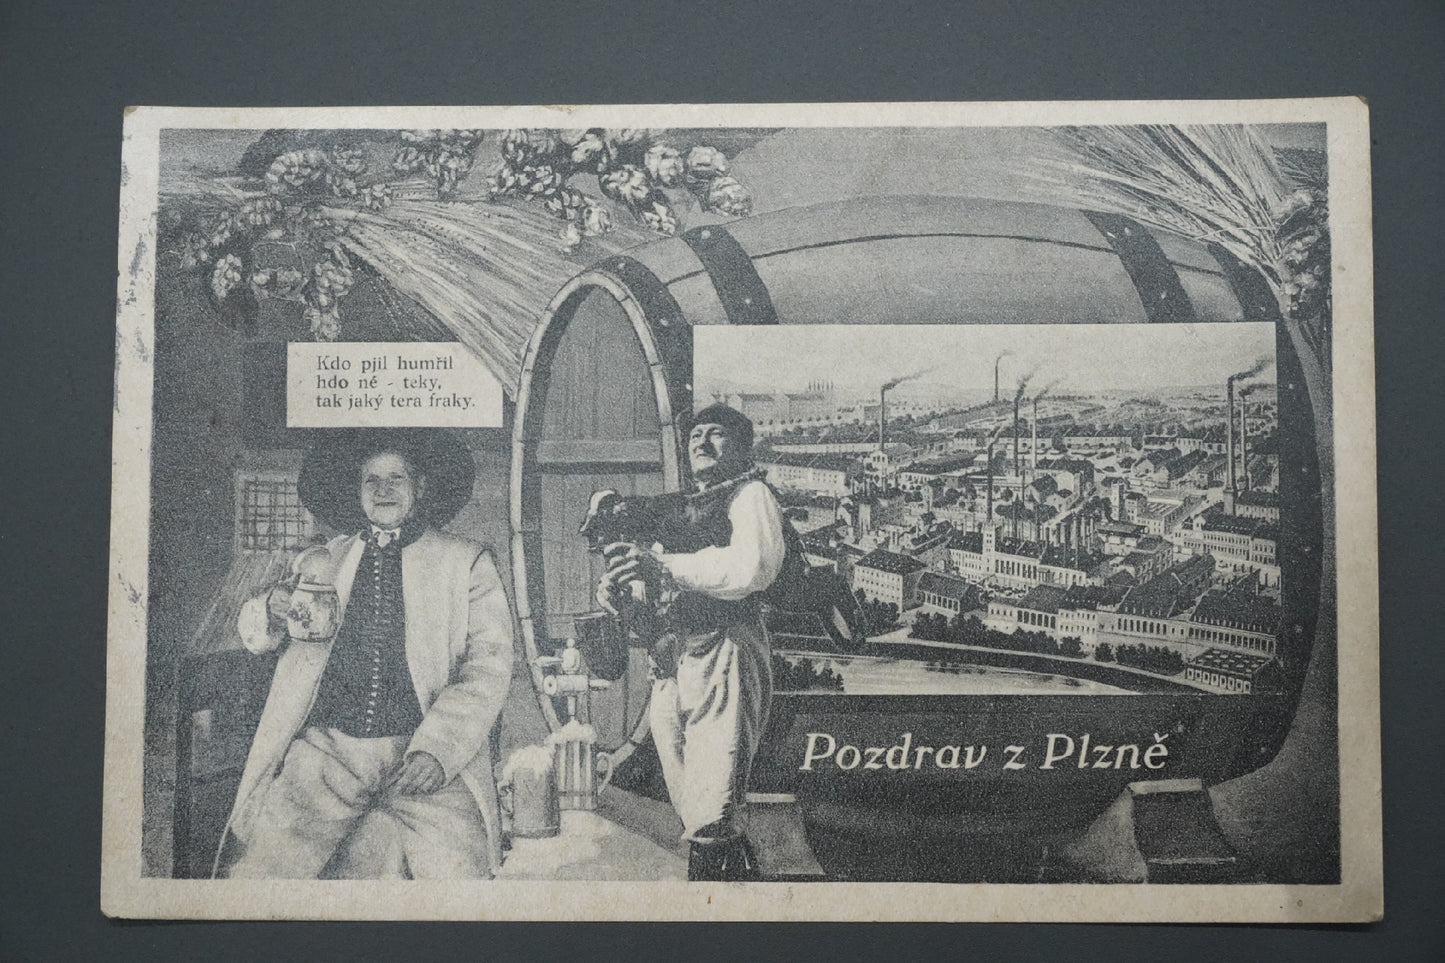 Kdo pjil humřil
hdo né - teky,
tak jaký tera fraky.
Pozdrav z Plzně